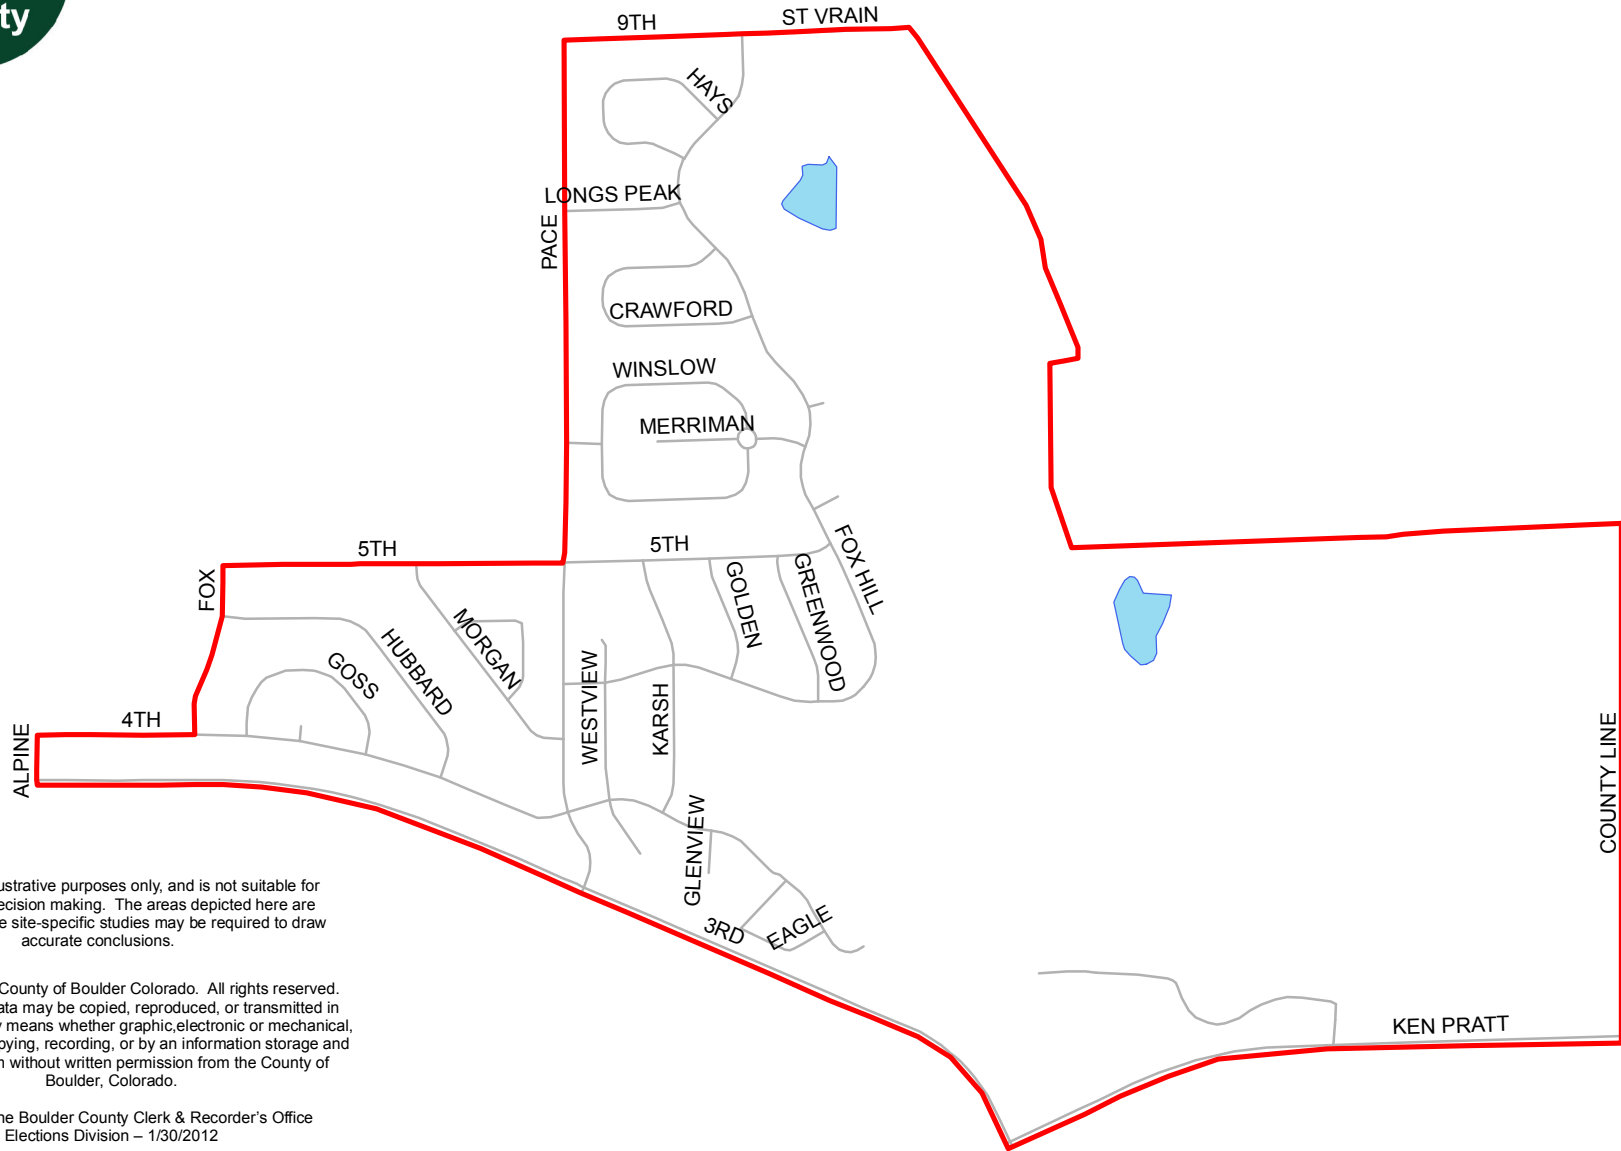 ty
9TH
ST VRAIN
HAYS
LONGS PEAK
PACE
CRAWFORD
WINSLOW
MERRIMAN
5TH
5TH
FOX HILL
FOX
GOLDEN
GREENWOOD
MORGAN
HUBBARD
GOSS
WESTVIEW
KARSH
4TH
ALPINE
COUNTY LINE
GLENVIEW
3RD
EAGLE
KEN PRATT
ustrative purposes only, and is not suitable for
ecision making. The areas depicted here are
e site-specific studies may be required to draw
accurate conclusions.
County of Boulder Colorado. All rights reserved.
ata may be copied, reproduced, or transmitted in
y means whether graphic,electronic or mechanical,
pying, recording, or by an information storage and
n without written permission from the County of
Boulder, Colorado.
he Boulder County Clerk & Recorder's Office
Elections Division – 1/30/2012